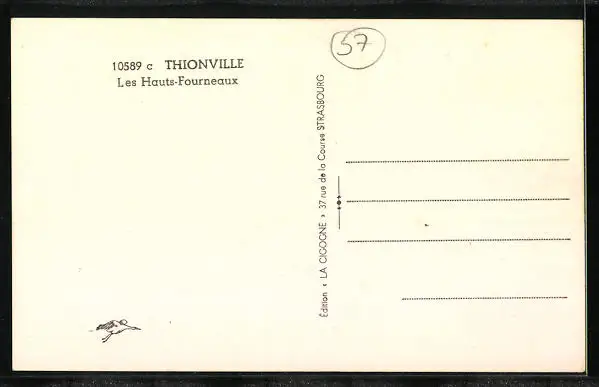 10589 c THIONVILLE
Les Hauts-Fourneaux
57
Édition « LA CIGOGNE » 37 rue de la Course STRASBOURG